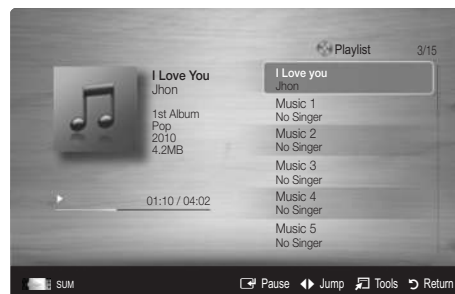 Playlist 3/15
I Love You
Jhon
1st Album
Pop
2010
4.2MB
01:10 / 04:02
I Love you
Jhon
Music 1
No Singer
Music 2
No Singer
Music 3
No Singer
Music 4
No Singer
Music 5
No Singer
SUM Pause Jump Tools Return